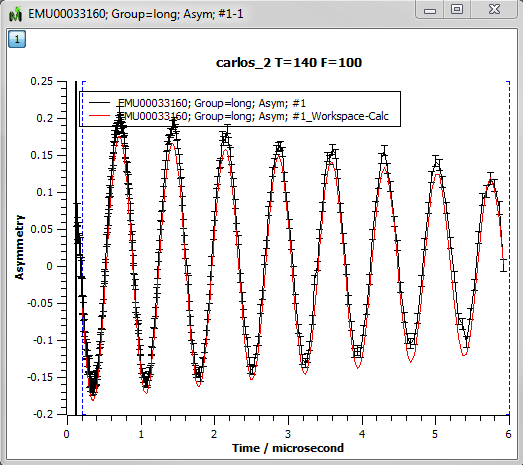 EMU00033160; Group=long; Asym; #1-1
1
carlos_2 T=140 F=100
EMU00033160; Group=long; Asym; #1
EMU00033160; Group=long; Asym; #1_Workspace-Calc
Asymmetry
0.25
0.2
0.15
0.1
0.05
0
-0.05
-0.1
-0.15
-0.2
0 1 2 3 4 5 6
Time / microsecond